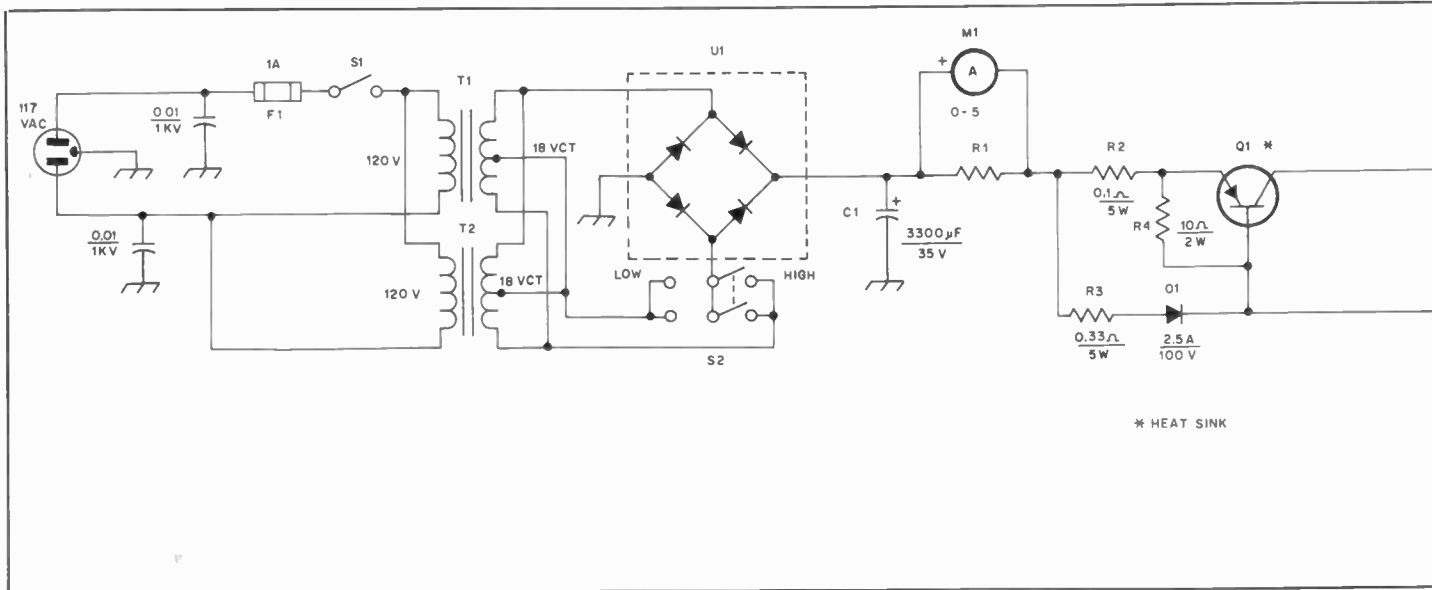 117
VAC
0.01
1KV
0.01
1KV
1A
F1
S1
T1
120 V
18 VCT
T2
120 V
18 VCT
U1
LOW
HIGH
S2
M1
+
A
0-5
R1
C1
+
3300µF
35 V
R2
0.1Ω
5W
R4
10Ω
2W
Q1 *
R3
0.33Ω
5W
D1
2.5A
100 V
* HEAT SINK